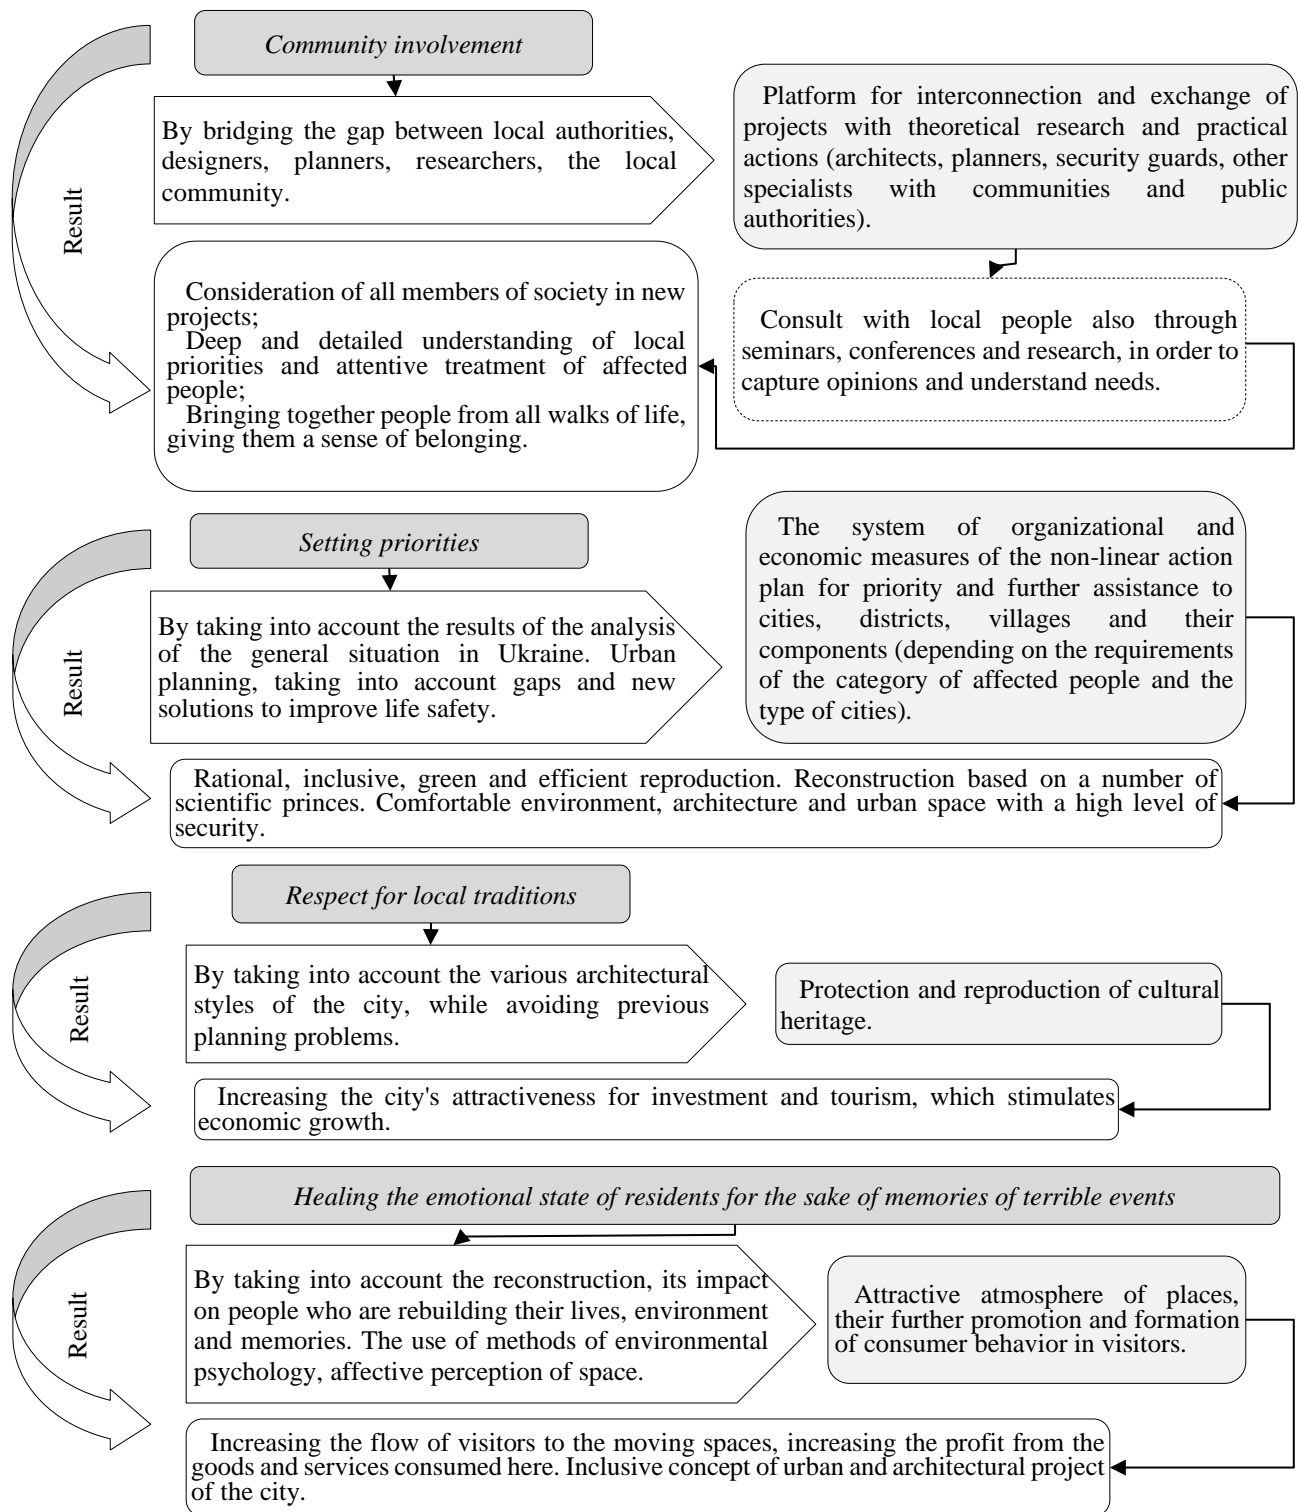 Community involvement
By bridging the gap between local authorities,
designers, planners, researchers, the local
community.
Platform for interconnection and exchange of
projects with theoretical research and practical
actions (architects, planners, security guards, other
specialists with communities and public
authorities).
Result
Consideration of all members of society in new
projects;
Deep and detailed understanding of local
priorities and attentive treatment of affected
people;
Bringing together people from all walks of life,
giving them a sense of belonging.
Consult with local people also through
seminars, conferences and research, in order to
capture opinions and understand needs.
Setting priorities
By taking into account the results of the analysis
of the general situation in Ukraine. Urban
planning, taking into account gaps and new
solutions to improve life safety.
The system of organizational and
economic measures of the non-linear action
plan for priority and further assistance to
cities, districts, villages and their
components (depending on the requirements
of the category of affected people and the
type of cities).
Result
Rational, inclusive, green and efficient reproduction. Reconstruction based on a number of
scientific princes. Comfortable environment, architecture and urban space with a high level of
security.
Respect for local traditions
By taking into account the various architectural
styles of the city, while avoiding previous
planning problems.
Protection and reproduction of cultural
heritage.
Result
Increasing the city's attractiveness for investment and tourism, which stimulates
economic growth.
Healing the emotional state of residents for the sake of memories of terrible events
By taking into account the reconstruction, its impact
on people who are rebuilding their lives, environment
and memories. The use of methods of environmental
psychology, affective perception of space.
Attractive atmosphere of places,
their further promotion and formation
of consumer behavior in visitors.
Result
Increasing the flow of visitors to the moving spaces, increasing the profit from the
goods and services consumed here. Inclusive concept of urban and architectural project
of the city.